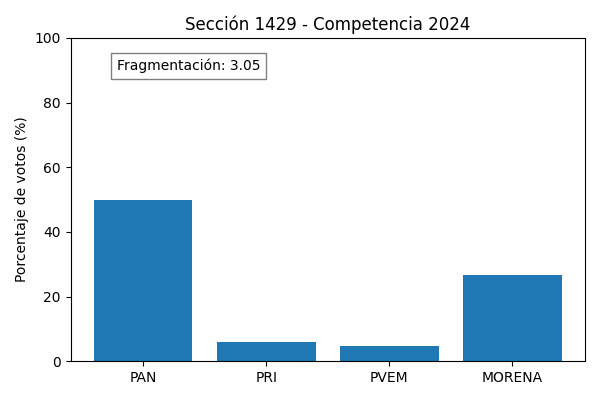 Sección 1429 - Competencia 2024
Fragmentación: 3.05
Porcentaje de votos (%)
100
80
60
40
20
0
PAN PRI PVEM MORENA